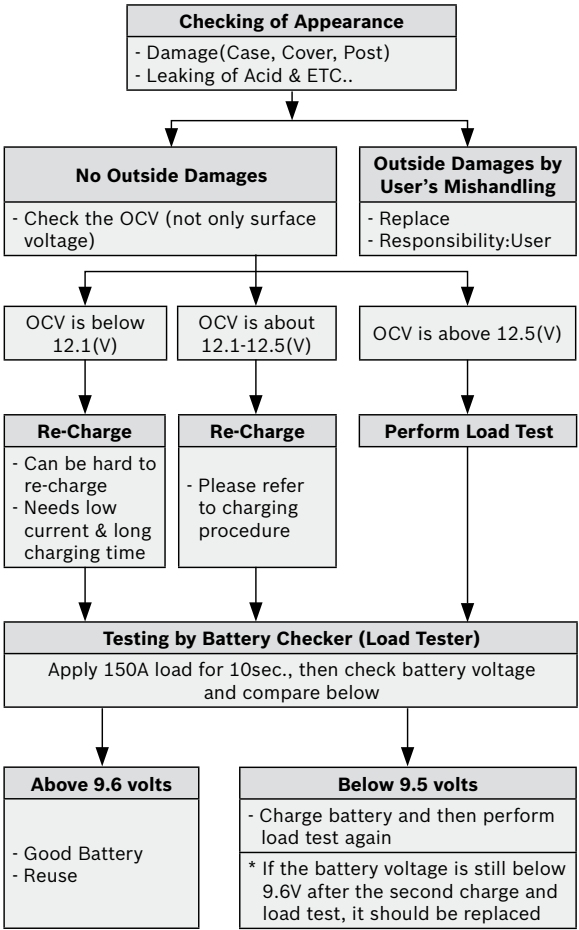 Checking of Appearance
- Damage(Case, Cover, Post)
- Leaking of Acid & ETC..
No Outside Damages
- Check the OCV (not only surface
voltage)
Outside Damages by
User's Mishandling
- Replace
- Responsibility:User
OCV is below
12.1(V)
OCV is about
12.1-12.5(V)
OCV is above 12.5(V)
Re-Charge
- Can be hard to
re-charge
- Needs low
current & long
charging time
Re-Charge
- Please refer
to charging
procedure
Perform Load Test
Testing by Battery Checker (Load Tester)
Apply 150A load for 10sec., then check battery voltage
and compare below
Above 9.6 volts
- Good Battery
- Reuse
Below 9.5 volts
- Charge battery and then perform
load test again
* If the battery voltage is still below
9.6V after the second charge and
load test, it should be replaced